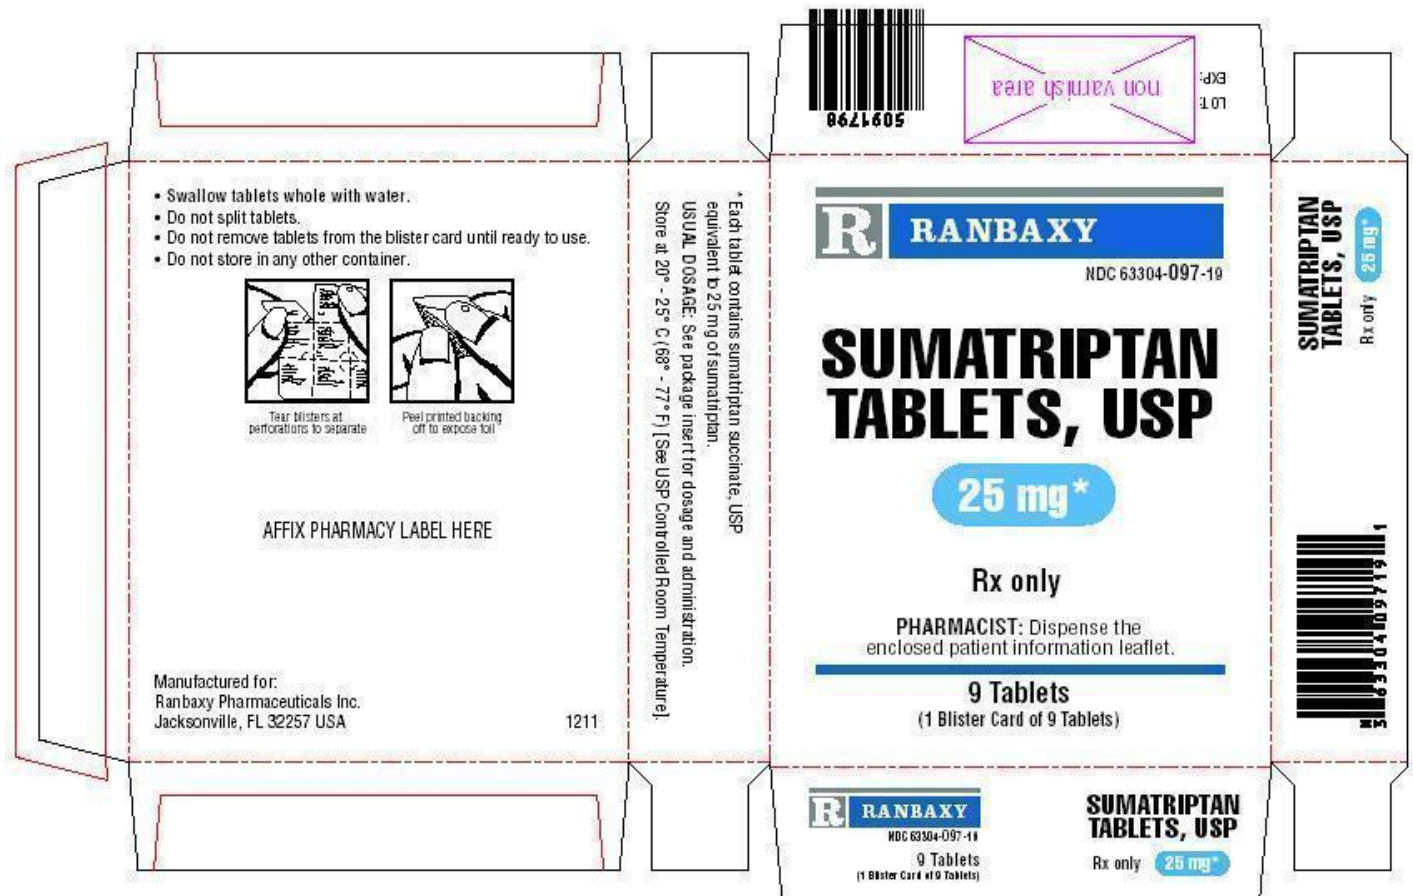 5091798
non varnish area
LOT:
EXP:
• Swallow tablets whole with water.
• Do not split tablets.
• Do not remove tablets from the blister card until ready to use.
• Do not store in any other container.
Tear blisters at
perforations to separate
Peel printed backing
off to expose foil
AFFIX PHARMACY LABEL HERE
Manufactured for:
Ranbaxy Pharmaceuticals Inc.
Jacksonville, FL 32257 USA
1211
* Each tablet contains sumatriptan succinate, USP
equivalent to 25 mg of sumatriptan.
USUAL DOSAGE: See package insert for dosage and administration.
Store at 20° - 25° C (68° - 77° F) [See USP Controlled Room Temperature].
R RANBAXY
NDC 63304-097-19
SUMATRIPTAN
TABLETS, USP
25 mg*
Rx only
PHARMACIST: Dispense the
enclosed patient information leaflet.
9 Tablets
(1 Blister Card of 9 Tablets)
SUMATRIPTAN
TABLETS, USP
Rx only 25 mg*
N 3 63304 09719 1
R RANBAXY
NDC 63304-097-19
9 Tablets
(1 Blister Card of 9 Tablets)
SUMATRIPTAN
TABLETS, USP
Rx only 25 mg*